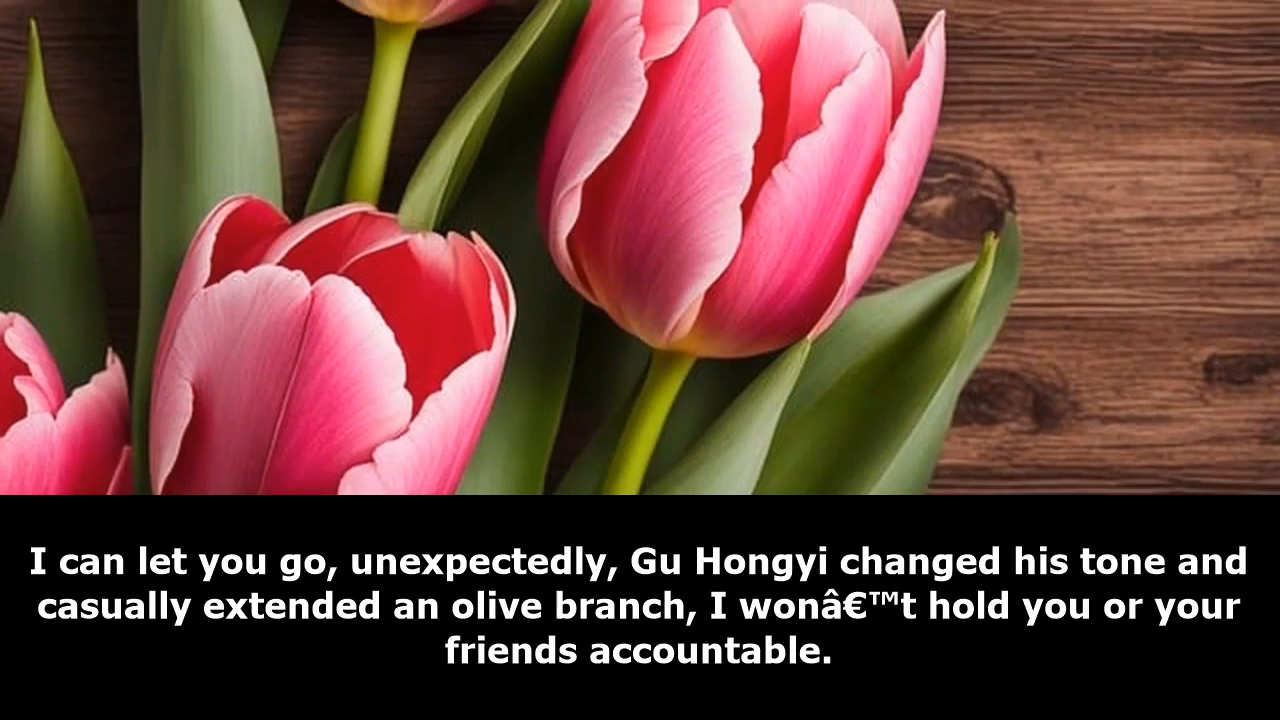 I can let you go, unexpectedly, Gu Hongyi changed his tone and
casually extended an olive branch, I wonâ€™t hold you or your
friends accountable.